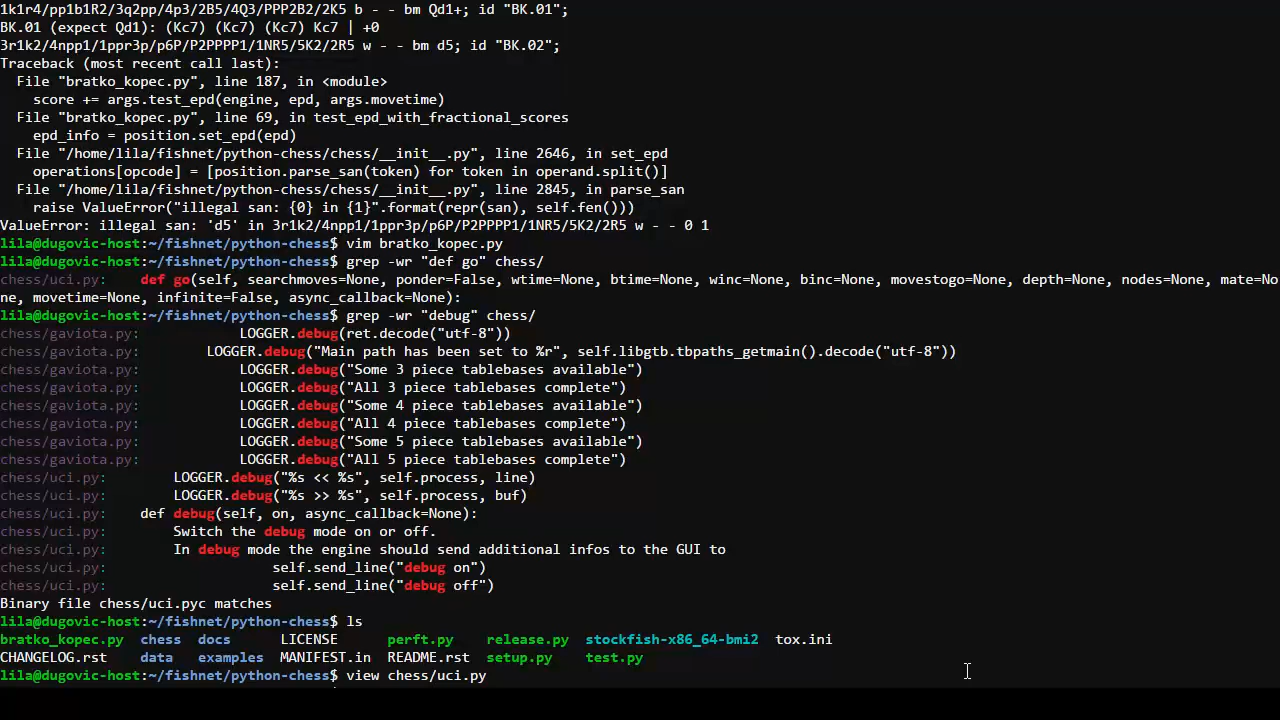 1k1r4/pp1b1R2/3q2pp/4p3/2B5/4Q3/PPP2B2/2K5 b - - bm Qd1+; id "BK.01";
BK.01 (expect Qd1): (Kc7) (Kc7) (Kc7) Kc7 | +0
3r1k2/4npp1/1ppr3p/p6P/P2PPPP1/1NR5/5K2/2R5 w - - bm d5; id "BK.02";
Traceback (most recent call last):
  File "bratko_kopec.py", line 187, in <module>
    score += args.test_epd(engine, epd, args.movetime)
  File "bratko_kopec.py", line 69, in test_epd_with_fractional_scores
    epd_info = position.set_epd(epd)
  File "/home/lila/fishnet/python-chess/chess/__init__.py", line 2646, in set_epd
    operations[opcode] = [position.parse_san(token) for token in operand.split()]
  File "/home/lila/fishnet/python-chess/chess/__init__.py", line 2845, in parse_san
    raise ValueError("illegal san: {0} in {1}".format(repr(san), self.fen()))
ValueError: illegal san: 'd5' in 3r1k2/4npp1/1ppr3p/p6P/P2PPPP1/1NR5/5K2/2R5 w - - 0 1
lila@dugovic-host:~/fishnet/python-chess$ vim bratko_kopec.py
lila@dugovic-host:~/fishnet/python-chess$ grep -wr "def go" chess/
chess/uci.py:    def go(self, searchmoves=None, ponder=False, wtime=None, btime=None, winc=None, binc=None, movestogo=None, depth=None, nodes=None, mate=No
ne, movetime=None, infinite=False, async_callback=None):
lila@dugovic-host:~/fishnet/python-chess$ grep -wr "debug" chess/
chess/gaviota.py:            LOGGER.debug(ret.decode("utf-8"))
chess/gaviota.py:        LOGGER.debug("Main path has been set to %r", self.libgtb.tbpaths_getmain().decode("utf-8"))
chess/gaviota.py:            LOGGER.debug("Some 3 piece tablebases available")
chess/gaviota.py:            LOGGER.debug("All 3 piece tablebases complete")
chess/gaviota.py:            LOGGER.debug("Some 4 piece tablebases available")
chess/gaviota.py:            LOGGER.debug("All 4 piece tablebases complete")
chess/gaviota.py:            LOGGER.debug("Some 5 piece tablebases available")
chess/gaviota.py:            LOGGER.debug("All 5 piece tablebases complete")
chess/uci.py:        LOGGER.debug("%s << %s", self.process, line)
chess/uci.py:        LOGGER.debug("%s >> %s", self.process, buf)
chess/uci.py:    def debug(self, on, async_callback=None):
chess/uci.py:        Switch the debug mode on or off.
chess/uci.py:        In debug mode the engine should send additional infos to the GUI to
chess/uci.py:                    self.send_line("debug on")
chess/uci.py:                    self.send_line("debug off")
Binary file chess/uci.pyc matches
lila@dugovic-host:~/fishnet/python-chess$ ls
bratko_kopec.py  chess  docs      LICENSE      perft.py    release.py  stockfish-x86_64-bmi2  tox.ini
CHANGELOG.rst    data   examples  MANIFEST.in  README.rst  setup.py    test.py
lila@dugovic-host:~/fishnet/python-chess$ view chess/uci.py